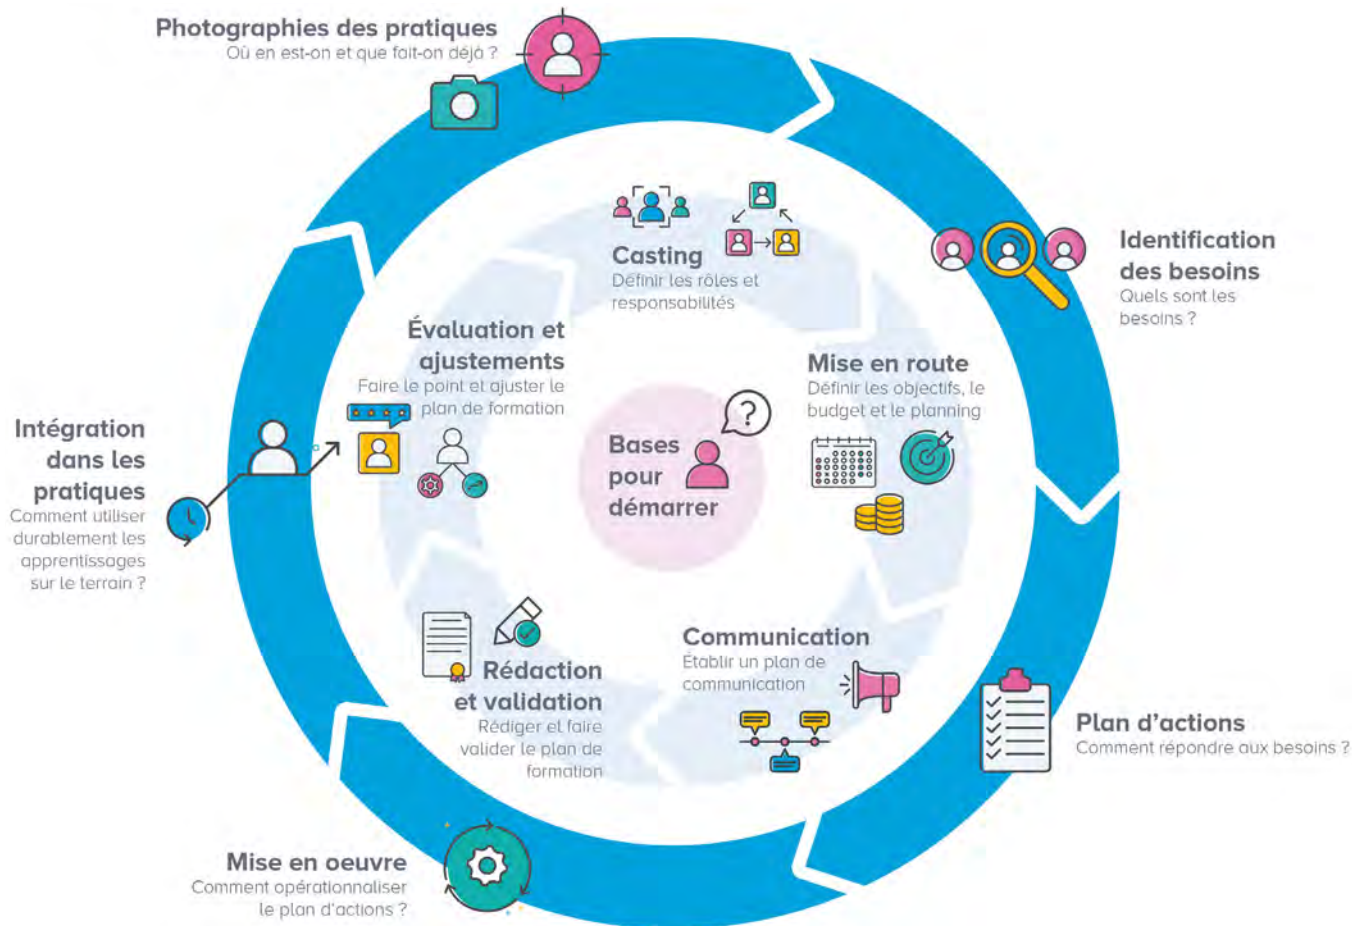 Photographies des pratiques
Où en est-on et que fait-on déjà ?
Identification
des besoins
Quels sont les
besoins ?
Plan d'actions
Comment répondre aux besoins ?
Mise en oeuvre
Comment opérationnaliser
le plan d'actions ?
Intégration
dans les
pratiques
Comment utiliser
durablement les
apprentissages
sur le terrain ?
Casting
Définir les rôles et
responsabilités
Mise en route
Définir les objectifs, le
budget et le planning
Communication
Établir un plan de
communication
Rédaction
et validation
Rédiger et faire
valider le plan de
formation
Évaluation et
ajustements
Faire le point et ajuster le
plan de formation
Bases
pour
démarrer
?